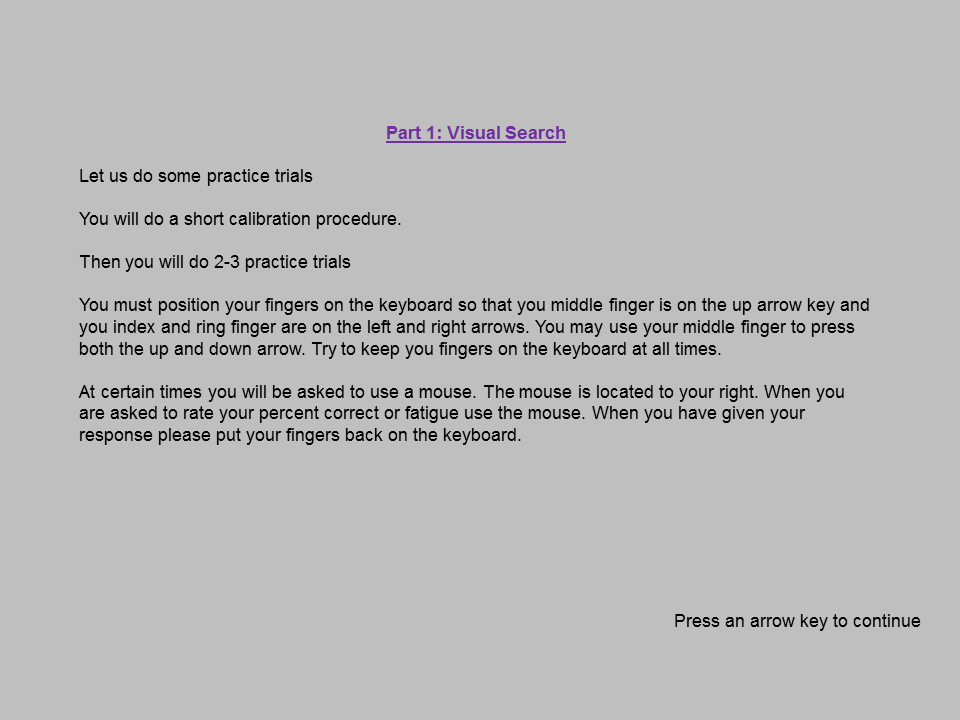 Part 1: Visual Search
Let us do some practice trials
You will do a short calibration procedure.
Then you will do 2-3 practice trials
You must position your fingers on the keyboard so that you middle finger is on the up arrow key and
you index and ring finger are on the left and right arrows. You may use your middle finger to press
both the up and down arrow. Try to keep you fingers on the keyboard at all times.
At certain times you will be asked to use a mouse. The mouse is located to your right. When you
are asked to rate your percent correct or fatigue use the mouse. When you have given your
response please put your fingers back on the keyboard.
Press an arrow key to continue